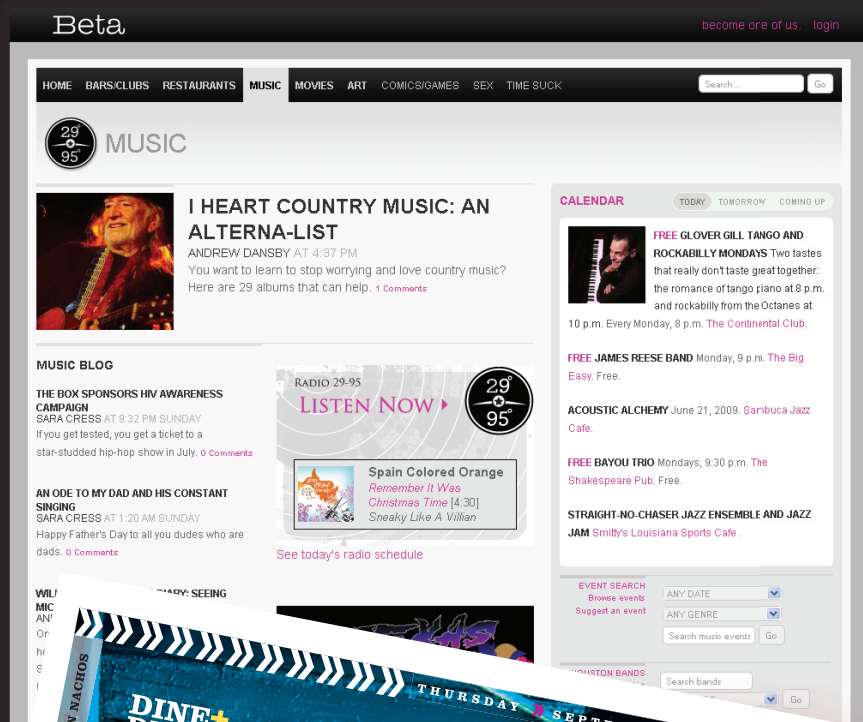 Beta
become ore of us. login
HOME BARS/CLUBS RESTAURANTS MUSIC MOVIES ART COMICS/GAMES SEX TIME SUCK Search... Go
29° 95° MUSIC
I HEART COUNTRY MUSIC: AN
ALTERNA-LIST
ANDREW DANSBY AT 4:37 PM
You want to learn to stop worrying and love country music?
Here are 29 albums that can help. 1 Comments
MUSIC BLOG
THE BOX SPONSORS HIV AWARENESS
CAMPAIGN
SARA CRESS AT 9:32 PM SUNDAY
If you get tested, you get a ticket to a
star-studded hip-hop show in July. 0 Comments
AN ODE TO MY DAD AND HIS CONSTANT
SINGING
SARA CRESS AT 1:20 AM SUNDAY
Happy Father's Day to all you dudes who are
dads. 0 Comments
DIARY: SEEING
MIC
RADIO 29-95
LISTEN NOW
29° 95°
Spain Colored Orange
Remember It Was
Christmas Time [4:30]
Sneaky Like A Villian
See today's radio schedule
TEXAS
CALENDAR TODAY TOMORROW COMING UP
FREE GLOVER GILL TANGO AND
ROCKABILLY MONDAYS Two tastes
that really don't taste great together:
the romance of tango piano at 8 p.m.
and rockabilly from the Octanes at
10 p.m. Every Monday, 8 p.m. The Continental Club.
FREE JAMES REESE BAND Monday, 9 p.m. The Big
Easy. Free.
ACOUSTIC ALCHEMY June 21, 2009. Sambuca Jazz
Cafe.
FREE BAYOU TRIO Mondays, 9:30 p.m. The
Shakespeare Pub. Free.
STRAIGHT-NO-CHASER JAZZ ENSEMBLE AND JAZZ
JAM Smitty's Louisiana Sports Cafe .
EVENT SEARCH
Browse events
Suggest an event
ANY DATE
ANY GENRE
Search music events Go
HOUSTON BANDS
Search bands
Go
N NACHOS
THURSDAY » SEPTE
DINE+